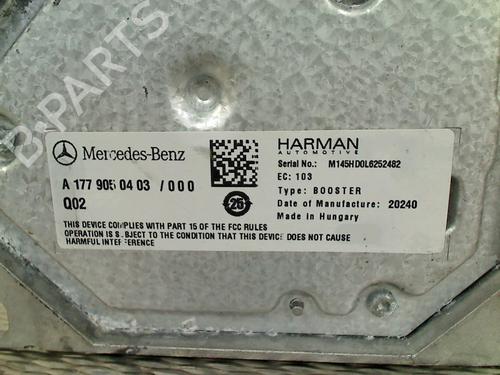 B-PARTS
Mercedes-Benz
A 177 905 0403 /000
Q02
25
THIS DEVICE COMPLIES WITH PART 15 OF THE FCC RULES
OPERATION IS SUBJECT TO THE CONDITION THAT THIS DEVICE DOES NOT CAUSE
HARMFUL INTERFERENCE
HARMAN
AUTOMOTIVE
Serial No.: M145HD0L6252482
EC: 103
Type: BOOSTER
Date of Manufacture: 20240
Made in Hungary